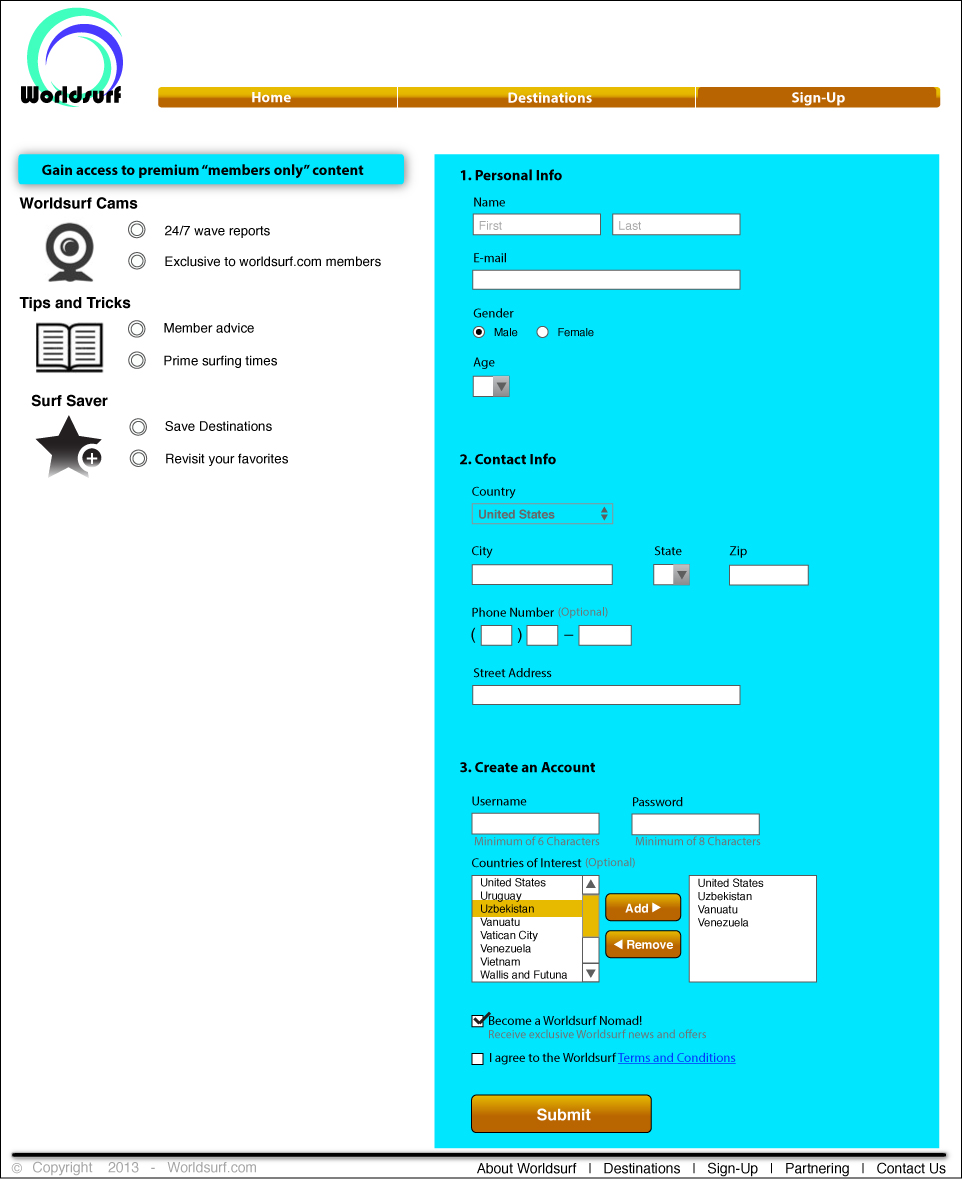 Worldsurf
Home Destinations Sign-Up
Gain access to premium “members only” content
Worldsurf Cams
24/7 wave reports
Exclusive to worldsurf.com members
Tips and Tricks
Member advice
Prime surfing times
Surf Saver
Save Destinations
Revisit your favorites
1. Personal Info
Name
First Last
E-mail
Gender
Male Female
Age
2. Contact Info
Country
United States
City State Zip
Phone Number (Optional)
( ) –
Street Address
3. Create an Account
Username Password
Minimum of 6 Characters Minimum of 8 Characters
Countries of Interest (Optional)
United States
Uruguay
Uzbekistan
Vanuatu
Vatican City
Venezuela
Vietnam
Wallis and Futuna
Add
Remove
United States
Uzbekistan
Vanuatu
Venezuela
Become a Worldsurf Nomad!
Receive exclusive Worldsurf news and offers
I agree to the Worldsurf Terms and Conditions
Submit
© Copyright 2013 - Worldsurf.com
About Worldsurf | Destinations | Sign-Up | Partnering | Contact Us